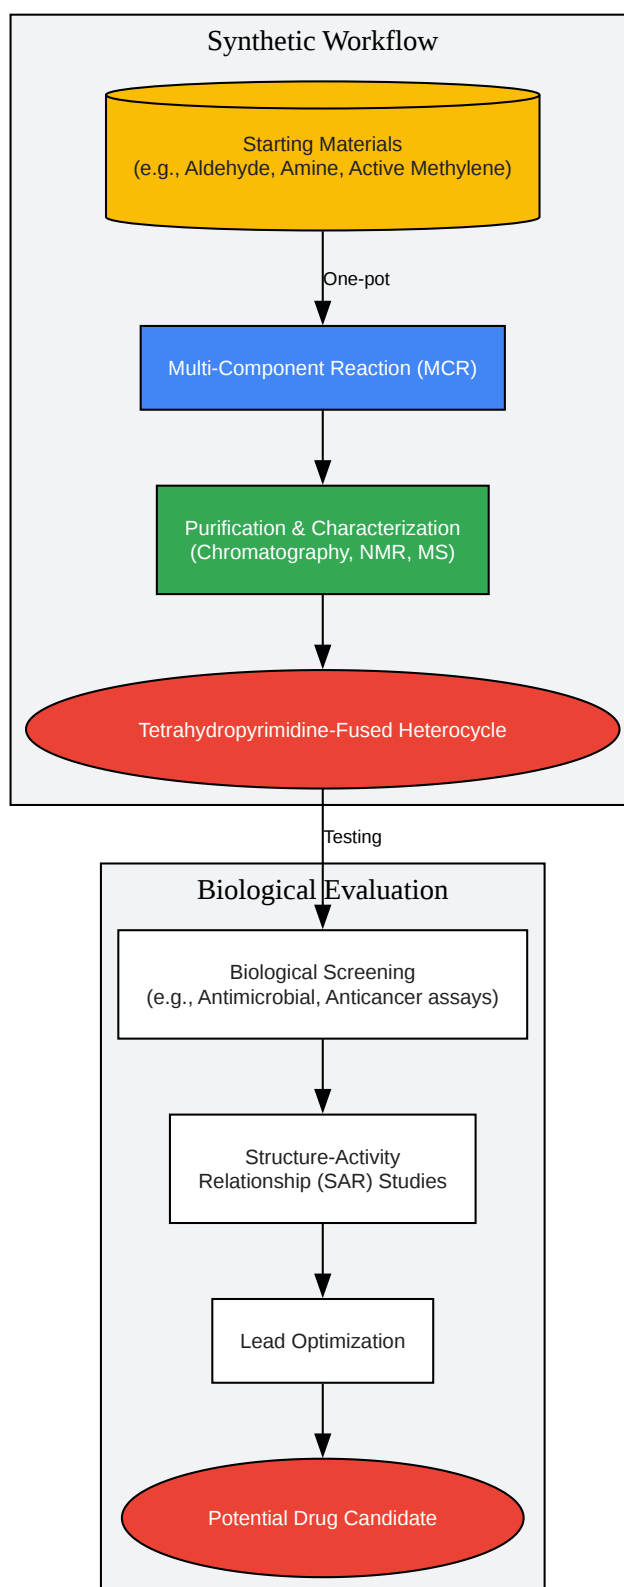 Synthetic Workflow
Starting Materials
(e.g., Aldehyde, Amine, Active Methylene)
One-pot
Multi-Component Reaction (MCR)
Purification & Characterization
(Chromatography, NMR, MS)
Tetrahydropyrimidine-Fused Heterocycle
Testing
Biological Evaluation
Biological Screening
(e.g., Antimicrobial, Anticancer assays)
Structure-Activity
Relationship (SAR) Studies
Lead Optimization
Potential Drug Candidate